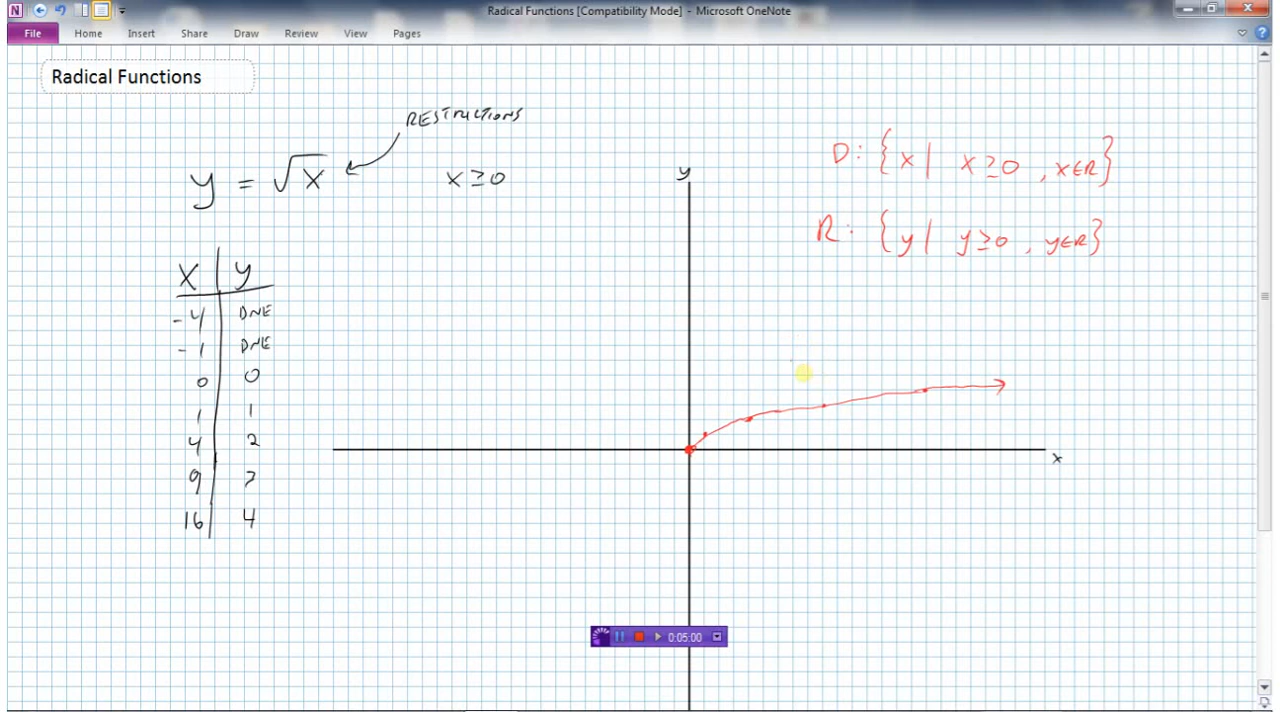 Radical Functions [Compatibility Mode] - Microsoft OneNote
File Home Insert Share Draw Review View Pages
Radical Functions
RESTRICTIONS
y = √x
x ≥ 0
y
D: {x | x ≥ 0, x∈R}
R: {y | y ≥ 0, y∈R}
x | y
-4 | DNE
-1 | DNE
0 | 0
1 | 1
4 | 2
9 | 3
16 | 4
x
0:05:00